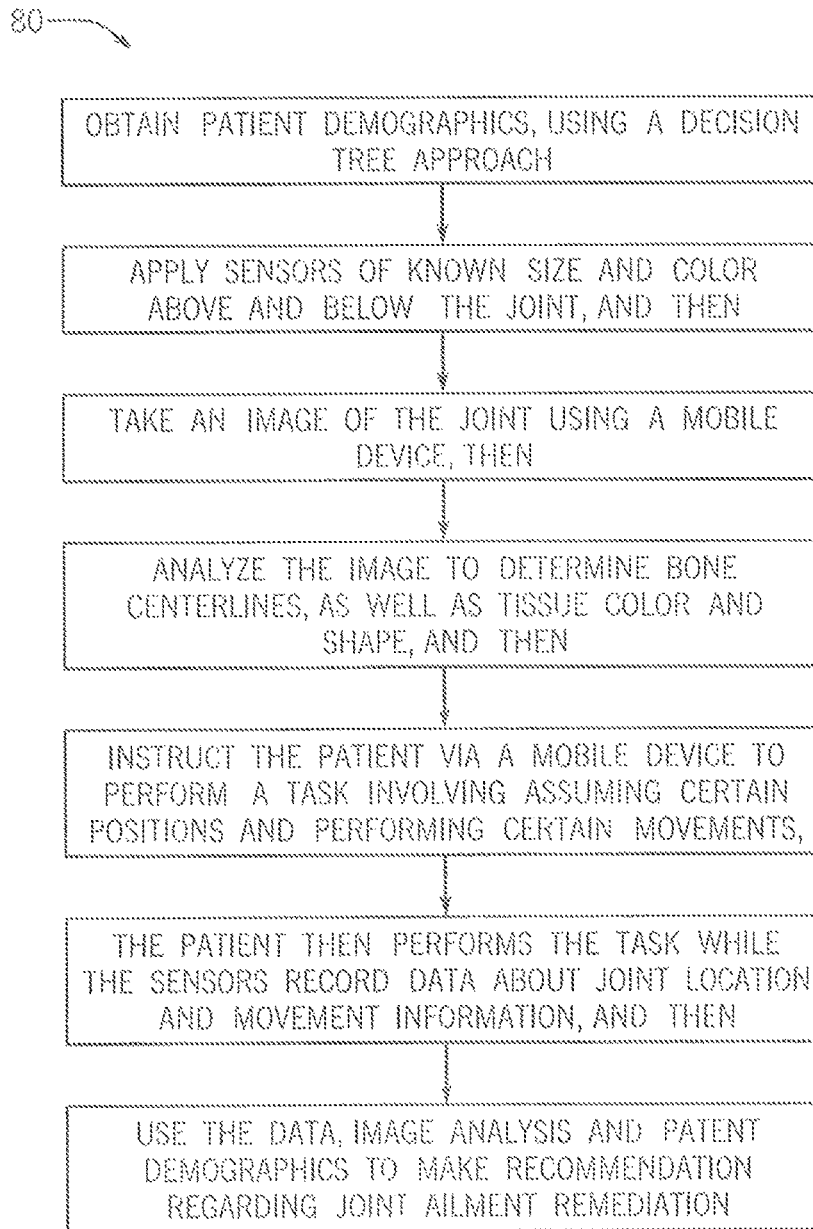 80
OBTAIN PATIENT DEMOGRAPHICS, USING A DECISION
TREE APPROACH
APPLY SENSORS OF KNOWN SIZE AND COLOR
ABOVE AND BELOW THE JOINT, AND THEN
TAKE AN IMAGE OF THE JOINT USING A MOBILE
DEVICE, THEN
ANALYZE THE IMAGE TO DETERMINE BONE
CENTERLINES, AS WELL AS TISSUE COLOR AND
SHAPE, AND THEN
INSTRUCT THE PATIENT VIA A MOBILE DEVICE TO
PERFORM A TASK INVOLVING ASSUMING CERTAIN
POSITIONS AND PERFORMING CERTAIN MOVEMENTS,
THE PATIENT THEN PERFORMS THE TASK WHILE
THE SENSORS RECORD DATA ABOUT JOINT LOCATION
AND MOVEMENT INFORMATION, AND THEN
USE THE DATA, IMAGE ANALYSIS AND PATENT
DEMOGRAPHICS TO MAKE RECOMMENDATION
REGARDING JOINT AILMENT REMEDIATION